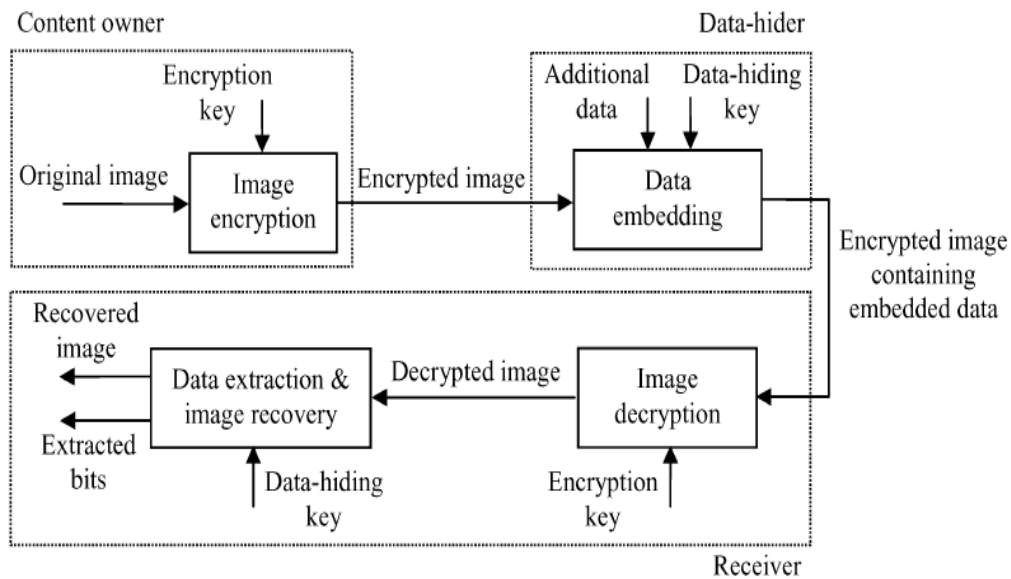 Content owner
Data-hider
Encryption
key
Additional
data
Data-hiding
key
Original image
Image
encryption
Encrypted image
Data
embedding
Encrypted image
containing
embedded data
Recovered
image
Extracted
bits
Data extraction &
image recovery
Decrypted image
Image
decryption
Data-hiding
key
Encryption
key
Receiver